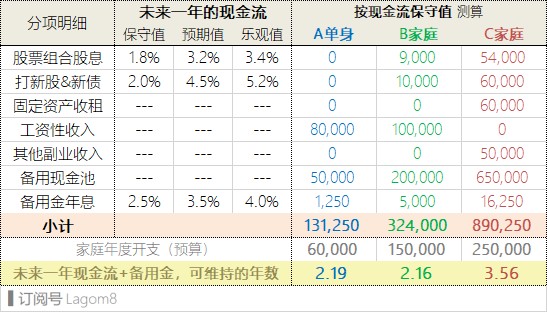 分项明细 未来一年的现金流 按现金流保守值 测算
保守值 预期值 乐观值 A单身 B家庭 C家庭
股票组合股息 1.8% 3.2% 3.4% 0 9,000 54,000
打新股&新债 2.0% 4.5% 5.2% 0 10,000 60,000
固定资产收租 --- --- --- 0 0 60,000
工资性收入 --- --- --- 80,000 100,000 0
其他副业收入 --- --- --- 0 0 50,000
备用现金池 --- --- --- 50,000 200,000 650,000
备用金年息 2.5% 3.5% 4.0% 1,250 5,000 16,250
小计 131,250 324,000 890,250
家庭年度开支（预算） 60,000 150,000 250,000
未来一年现金流+备用金，可维持的年数 2.19 2.16 3.56
订阅号 Lagom8